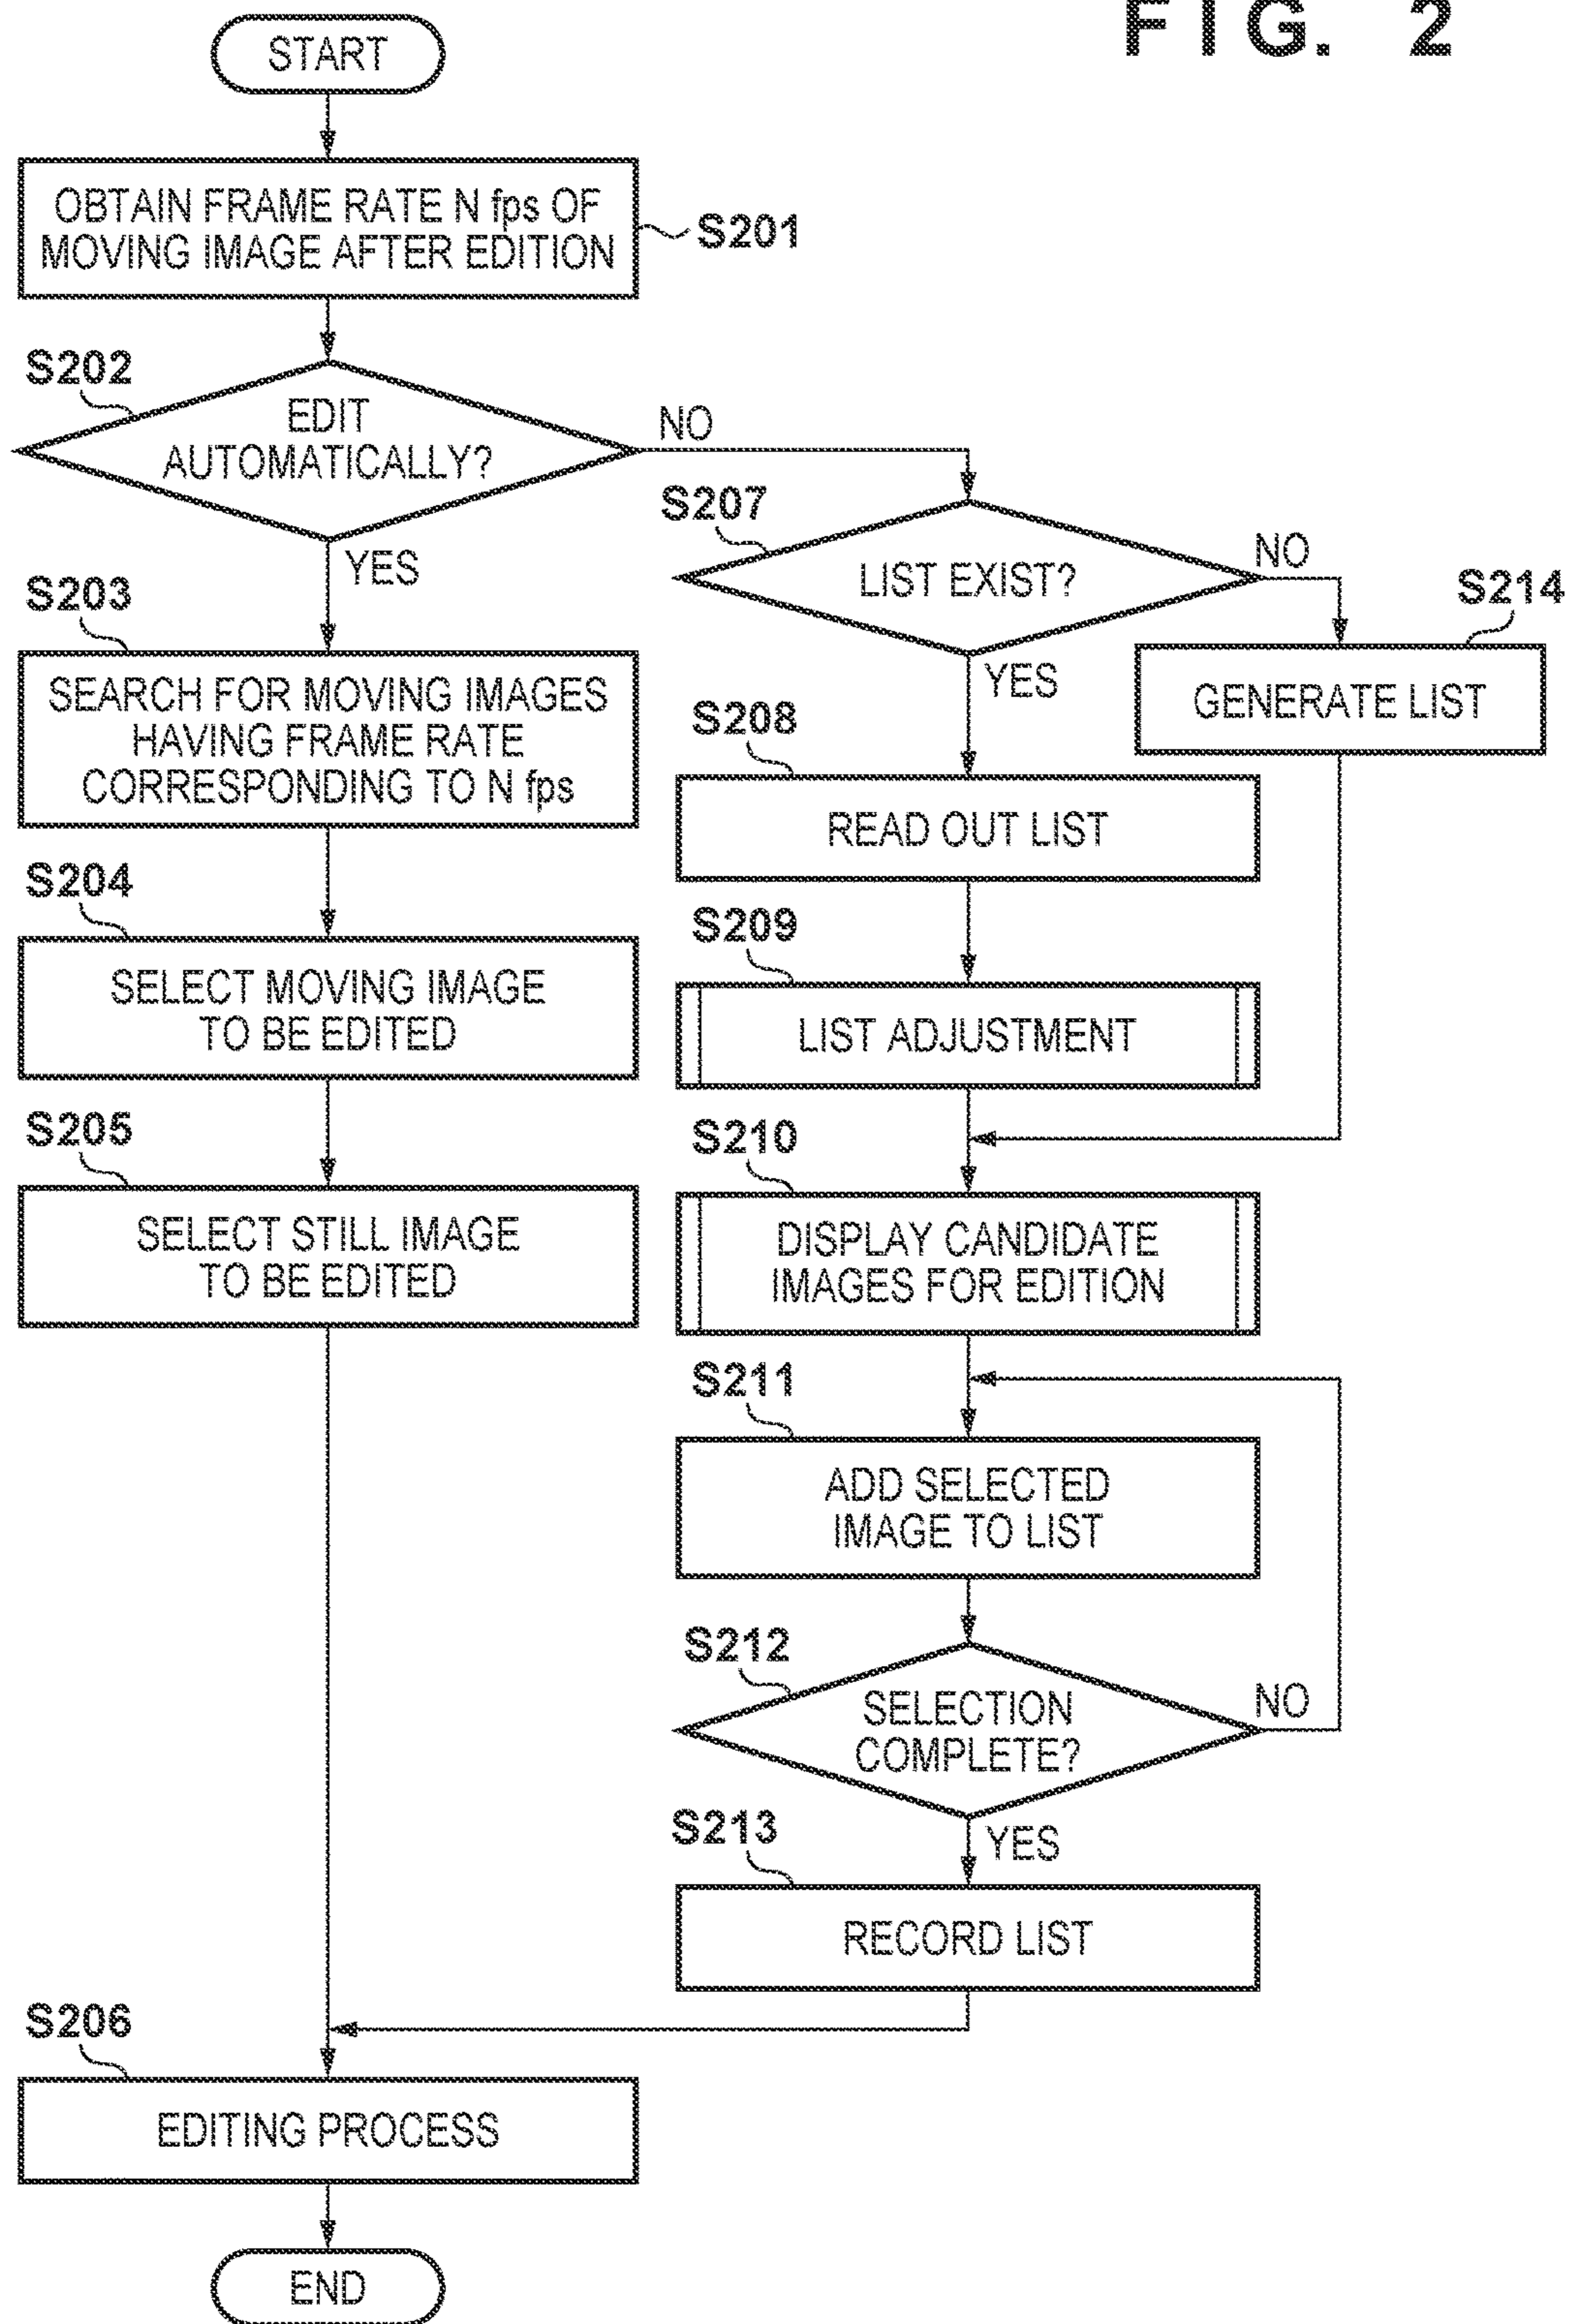 FIG. 2
START
OBTAIN FRAME RATE N fps OF
MOVING IMAGE AFTER EDITION
S201
S202
EDIT
AUTOMATICALLY?
NO
YES
S203
SEARCH FOR MOVING IMAGES
HAVING FRAME RATE
CORRESPONDING TO N fps
S204
SELECT MOVING IMAGE
TO BE EDITED
S205
SELECT STILL IMAGE
TO BE EDITED
S207
LIST EXIST?
NO
YES
S214
GENERATE LIST
S208
READ OUT LIST
S209
LIST ADJUSTMENT
S210
DISPLAY CANDIDATE
IMAGES FOR EDITION
S211
ADD SELECTED
IMAGE TO LIST
S212
SELECTION
COMPLETE?
NO
YES
S213
RECORD LIST
S206
EDITING PROCESS
END